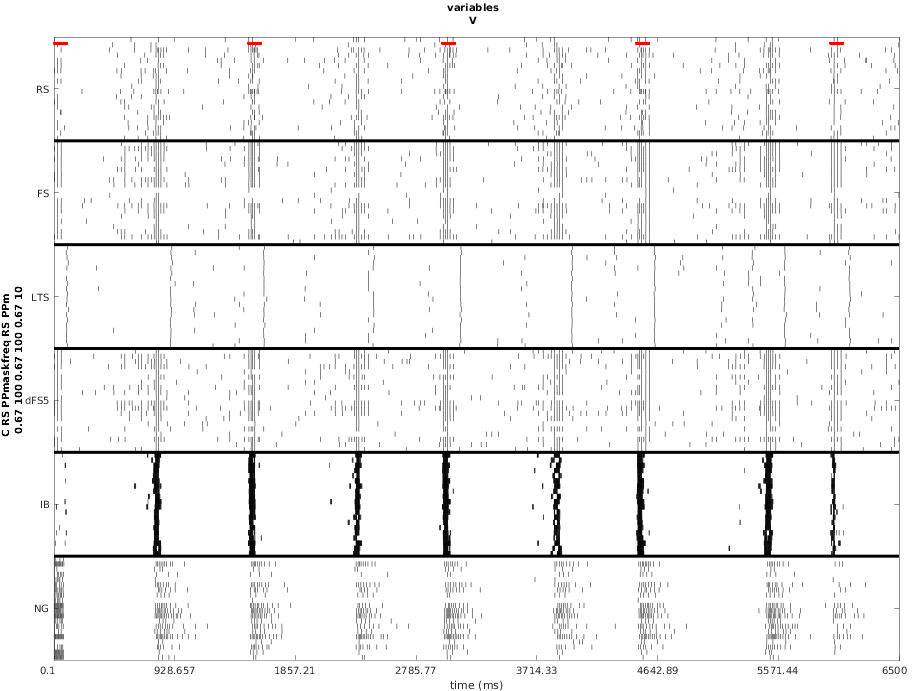 variables
V
C RS PPmaskfreq RS PPm
0.67 100 0.67 100 0.67 10
RS
FS
LTS
dFS5
IB
NG
0.1 928.657 1857.21 2785.77 3714.33 4642.89 5571.44 6500
time (ms)